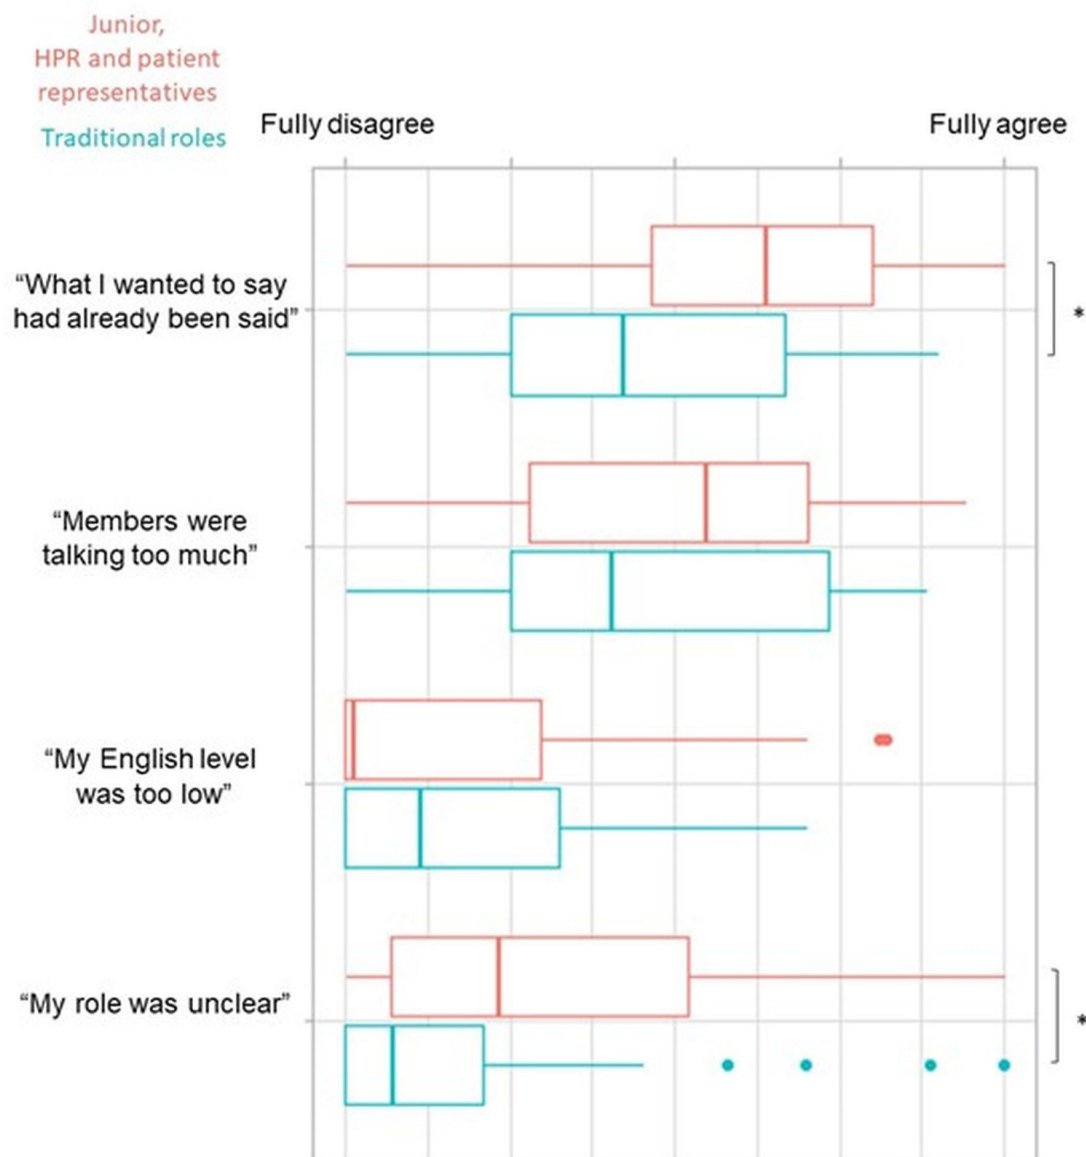 Junior,
HPR and patient
representatives
Traditional roles
Fully disagree
Fully agree
“What I wanted to say
had already been said”
*
“Members were
talking too much”
“My English level
was too low”
“My role was unclear”
*